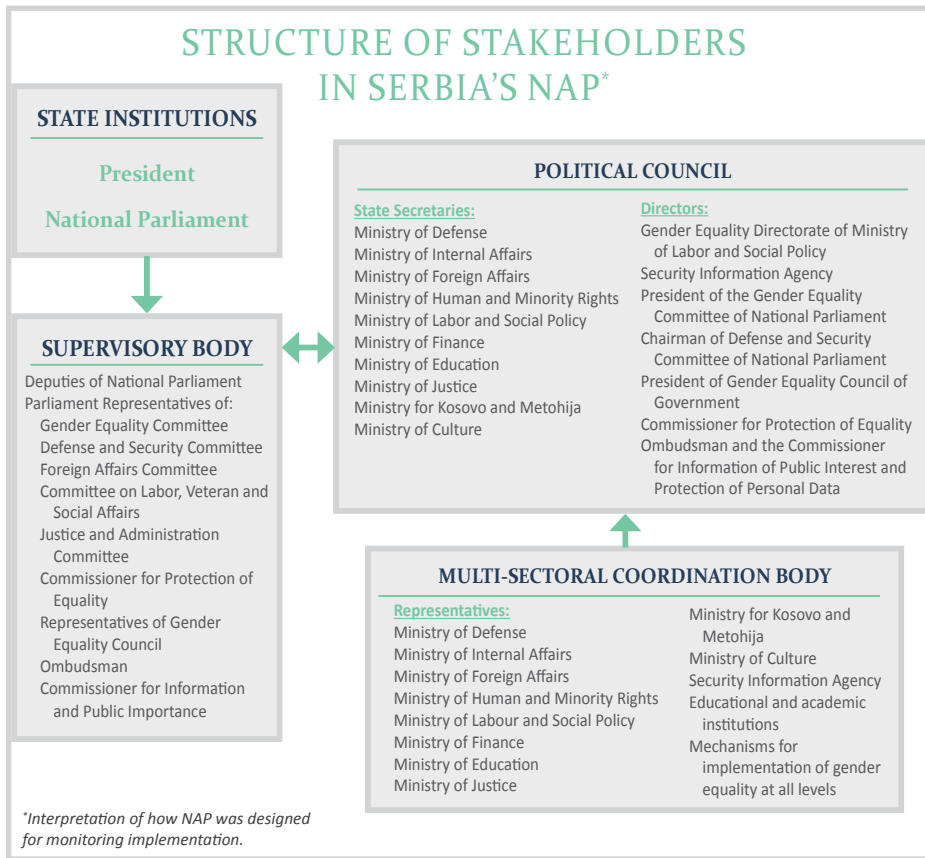 STRUCTURE OF STAKEHOLDERS
IN SERBIA'S NAP*
STATE INSTITUTIONS
President
National Parliament
SUPERVISORY BODY
Deputies of National Parliament
Parliament Representatives of:
Gender Equality Committee
Defense and Security Committee
Foreign Affairs Committee
Committee on Labor, Veteran and
Social Affairs
Justice and Administration
Committee
Commissioner for Protection of
Equality
Representatives of Gender
Equality Council
Ombudsman
Commissioner for Information
and Public Importance
POLITICAL COUNCIL
State Secretaries:
Ministry of Defense
Ministry of Internal Affairs
Ministry of Foreign Affairs
Ministry of Human and Minority Rights
Ministry of Labor and Social Policy
Ministry of Finance
Ministry of Education
Ministry of Justice
Ministry for Kosovo and Metohija
Ministry of Culture
Directors:
Gender Equality Directorate of Ministry
of Labor and Social Policy
Security Information Agency
President of the Gender Equality
Committee of National Parliament
Chairman of Defense and Security
Committee of National Parliament
President of Gender Equality Council of
Government
Commissioner for Protection of Equality
Ombudsman and the Commissioner
for Information of Public Interest and
Protection of Personal Data
MULTI-SECTORAL COORDINATION BODY
Representatives:
Ministry of Defense
Ministry of Internal Affairs
Ministry of Foreign Affairs
Ministry of Human and Minority Rights
Ministry of Labour and Social Policy
Ministry of Finance
Ministry of Education
Ministry of Justice
Ministry for Kosovo and
Metohija
Ministry of Culture
Security Information Agency
Educational and academic
institutions
Mechanisms for
implementation of gender
equality at all levels
*Interpretation of how NAP was designed
for monitoring implementation.